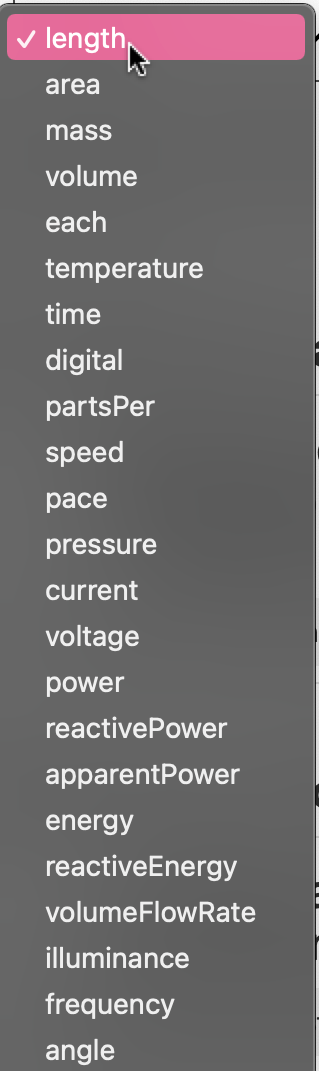 length
area
mass
volume
each
temperature
time
digital
partsPer
speed
pace
pressure
current
voltage
power
reactivePower
apparentPower
energy
reactiveEnergy
volumeFlowRate
illuminance
frequency
angle